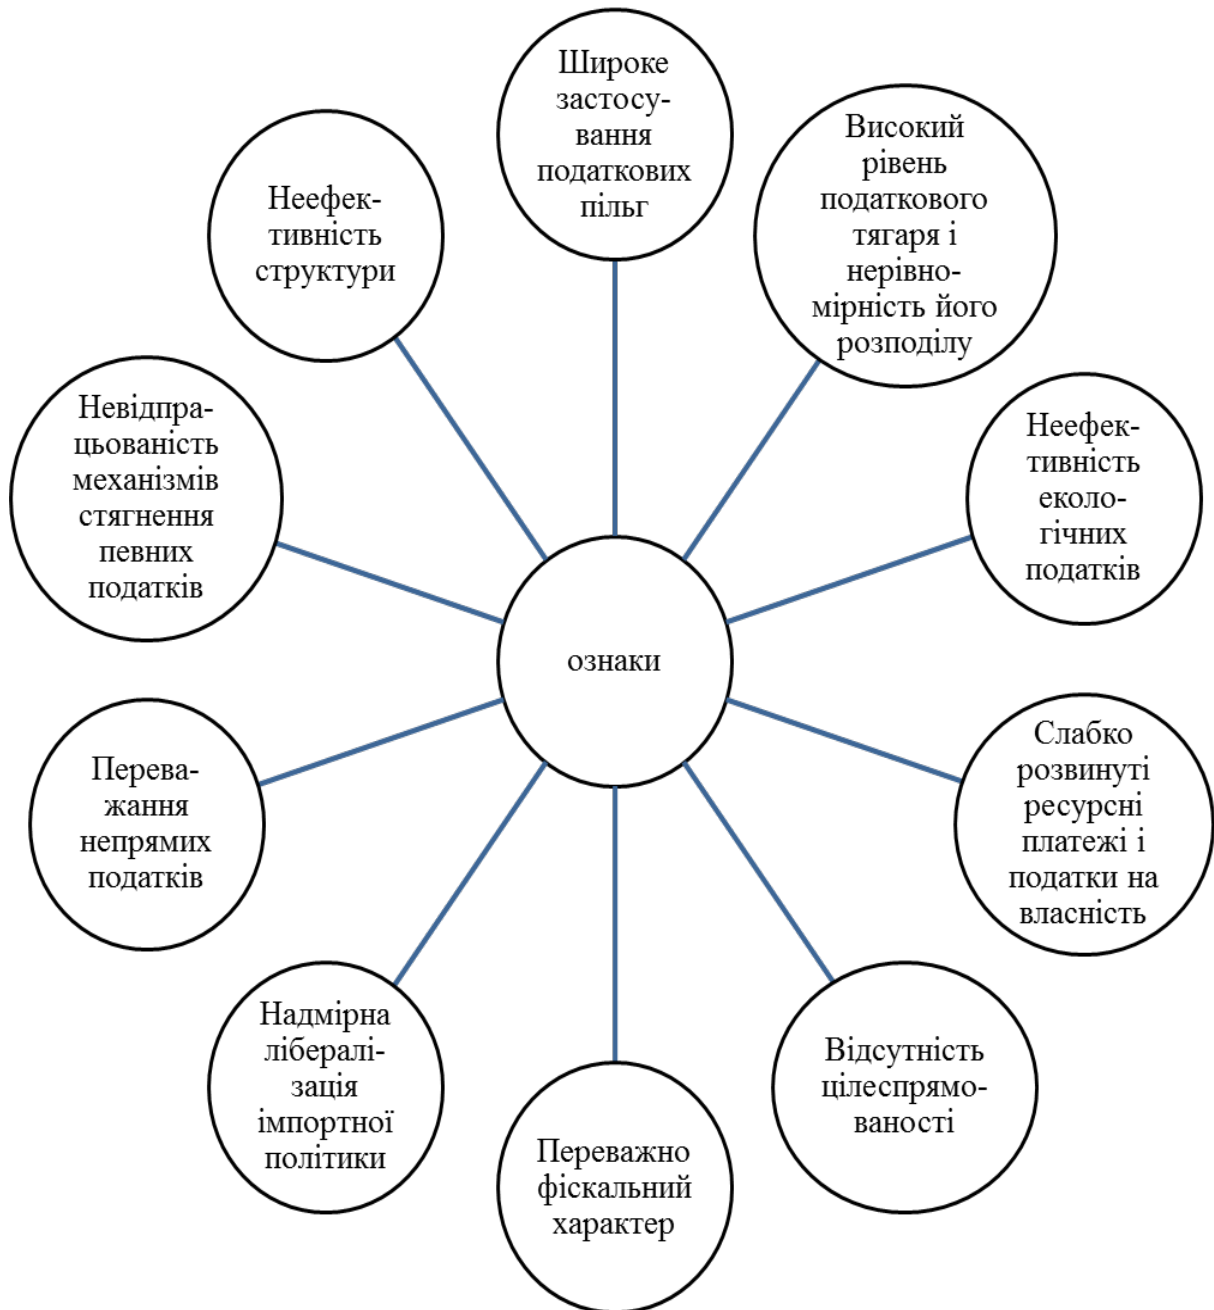 Широке
застосу-
вання
податкових
пільг
Високий
рівень
податкового
тягаря і
нерівно-
мірність його
розподілу
Неефек-
тивність
еколо-
гічних
податків
Слабко
розвинуті
ресурсні
платежі і
податки на
власність
Відсутність
цілеспрямо-
ваності
Переважно
фіскальний
характер
Надмірна
лібералі-
зація
імпортної
політики
Перева-
жання
непрямих
податків
Невідпра-
цьованість
механізмів
стягнення
певних
податків
Неефек-
тивність
структури
ознаки